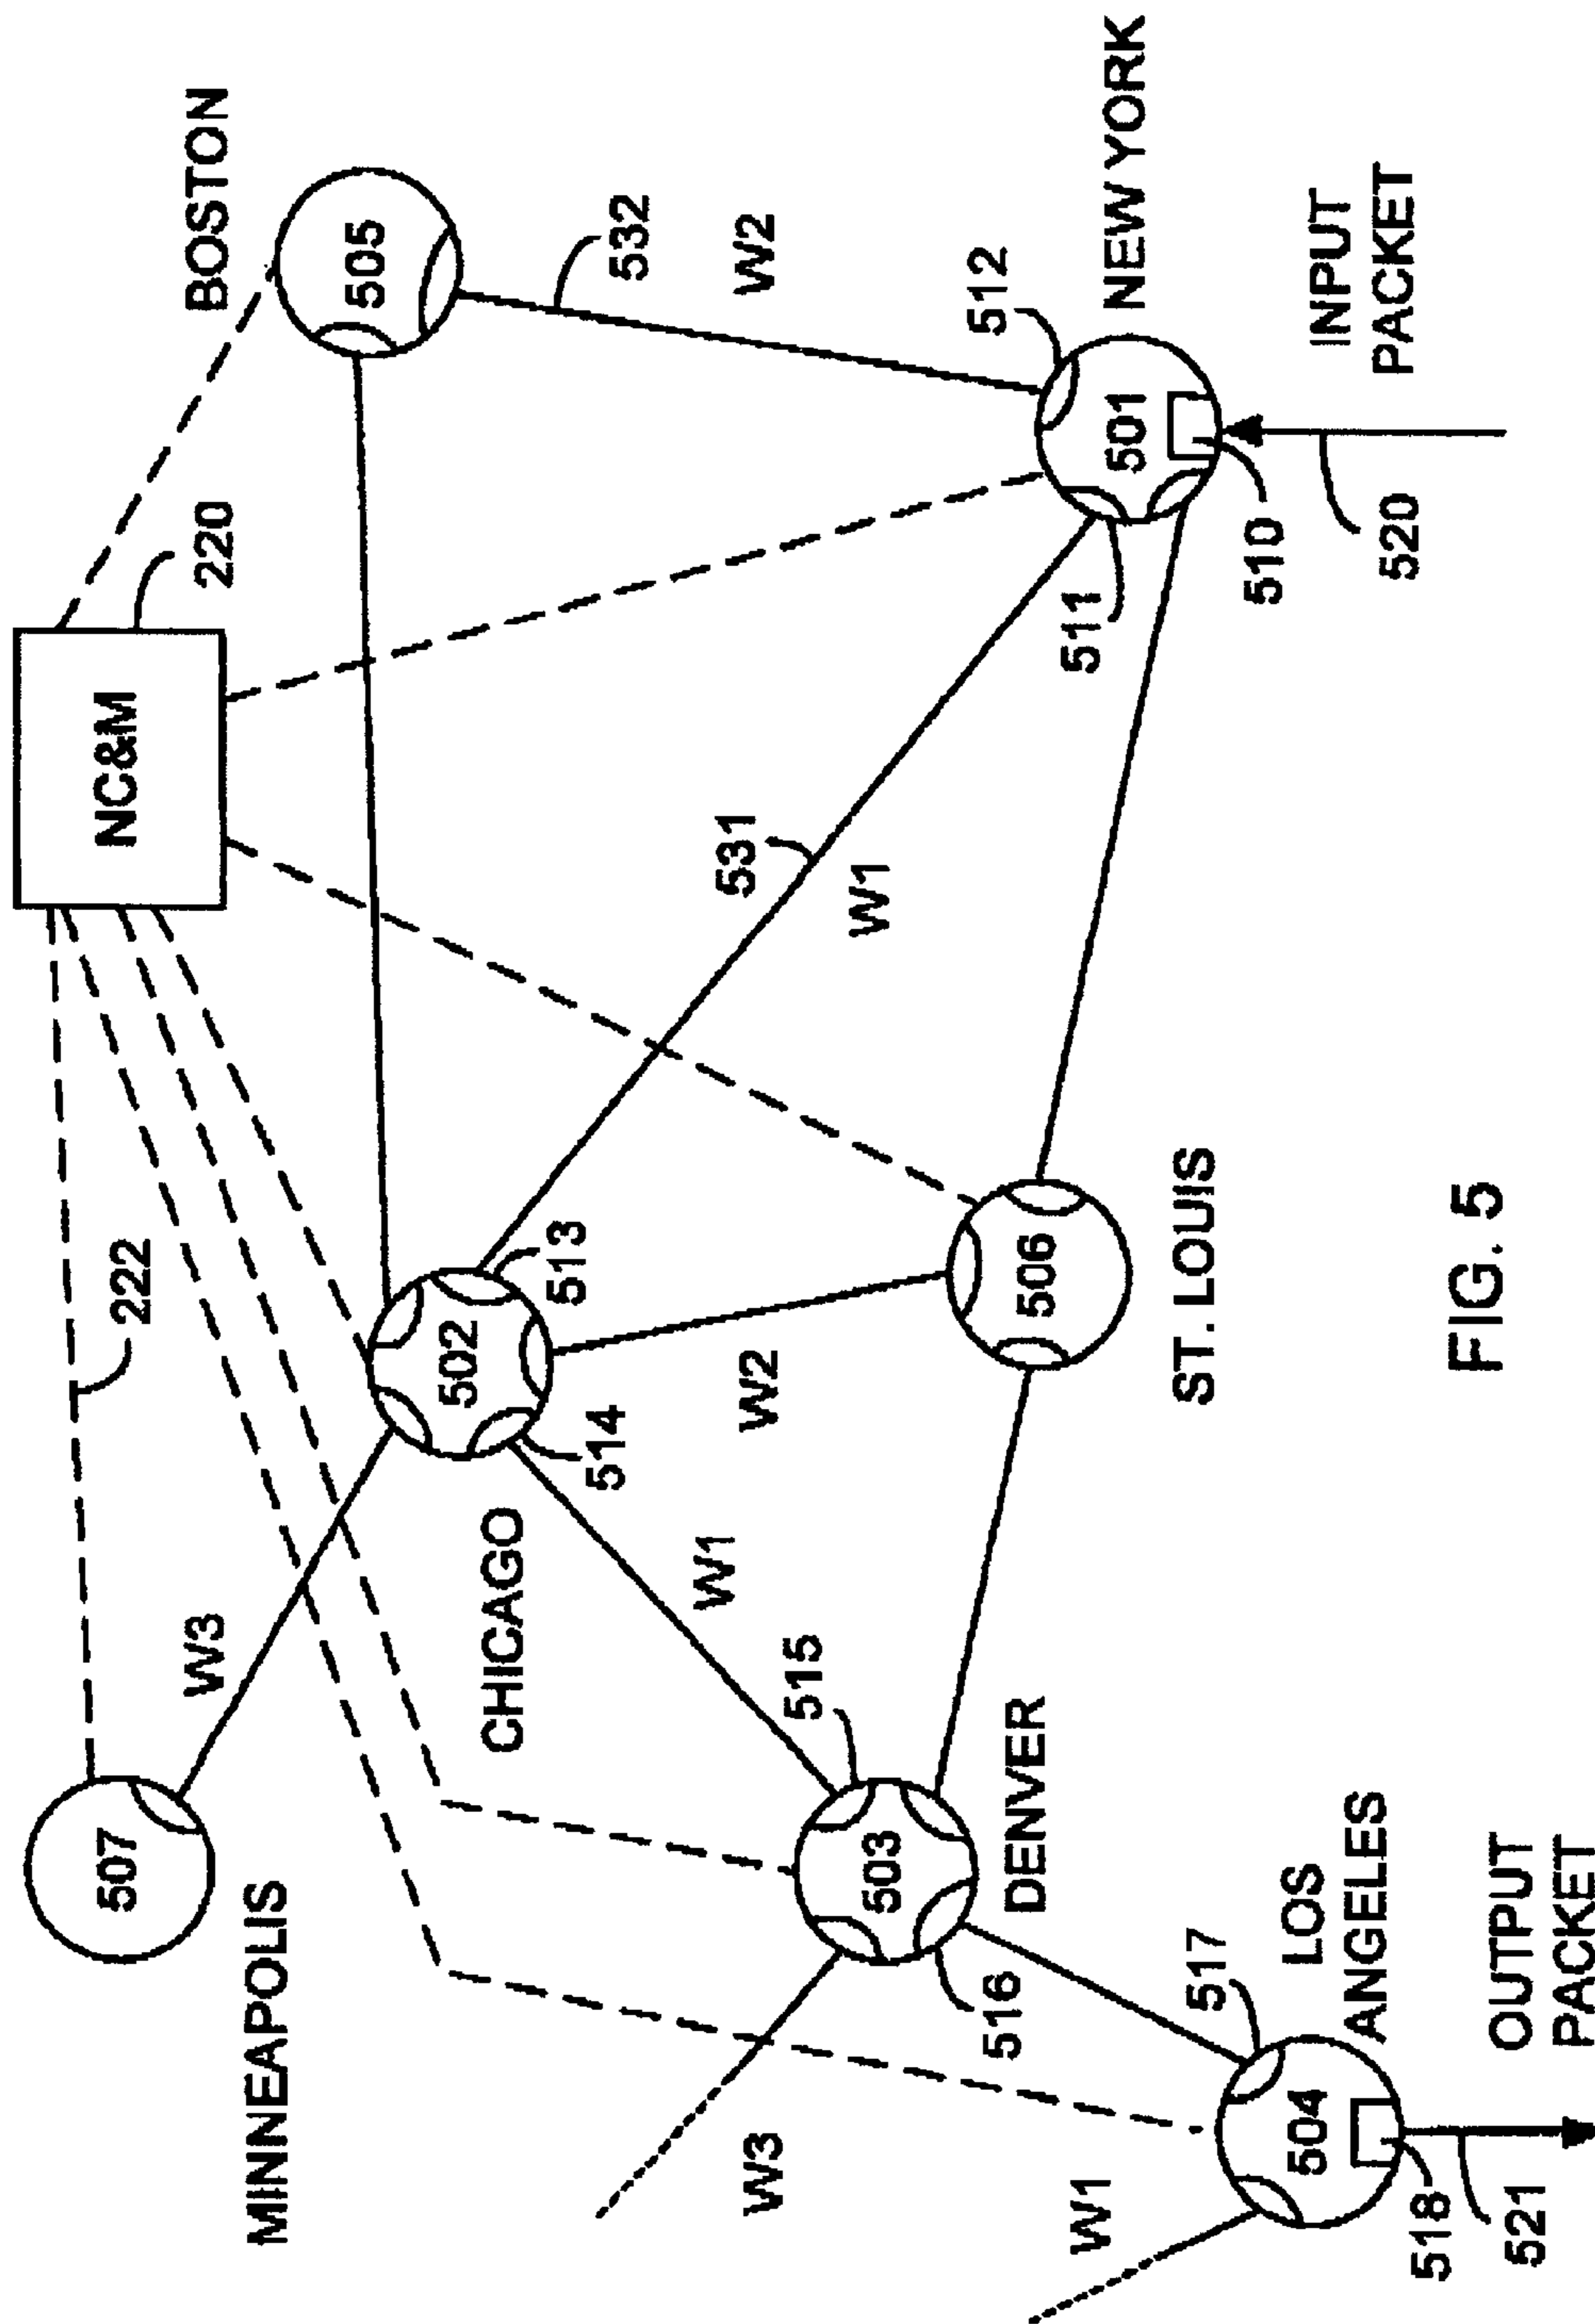 507
NC&M
222
W3
220
BOSTON
MINNEAPOLIS
505
502
CHICAGO
513
514
532
W1
531
W2
W2
W3
515
W1
503
512
516
DENVER
506
511
W1
501
NEW YORK
ST. LOUIS
517
510
504
LOS
ANGELES
INPUT
PACKET
520
518
FIG. 5
OUTPUT
PACKET
521